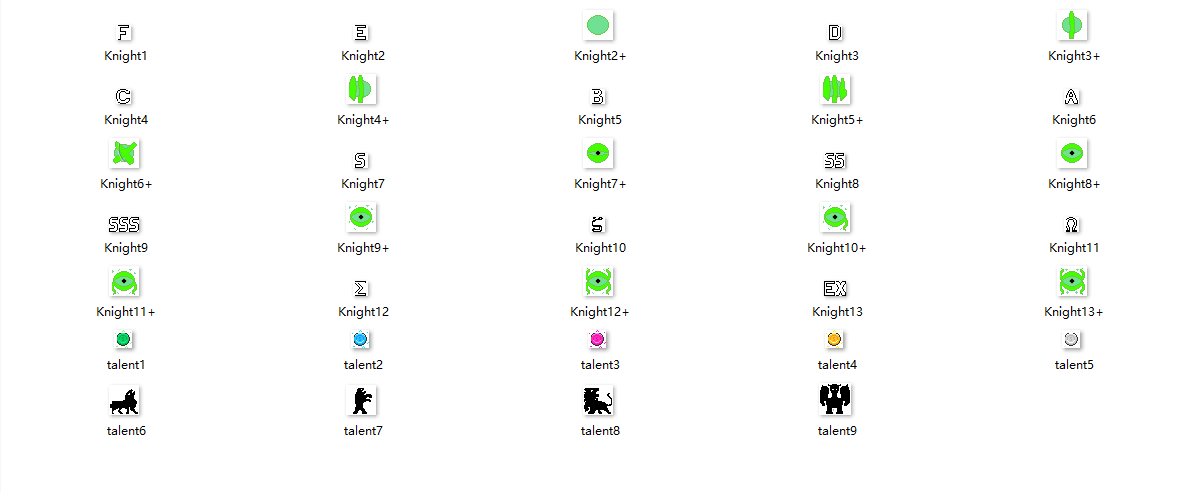 F E D
Knight1 Knight2 Knight2+ Knight3 Knight3+
C B A
Knight4 Knight4+ Knight5 Knight5+ Knight6
S SS
Knight6+ Knight7 Knight7+ Knight8 Knight8+
SSS Ω
Knight9 Knight9+ Knight10 Knight10+ Knight11
Σ EX
Knight11+ Knight12 Knight12+ Knight13 Knight13+
talent1 talent2 talent3 talent4 talent5
talent6 talent7 talent8 talent9